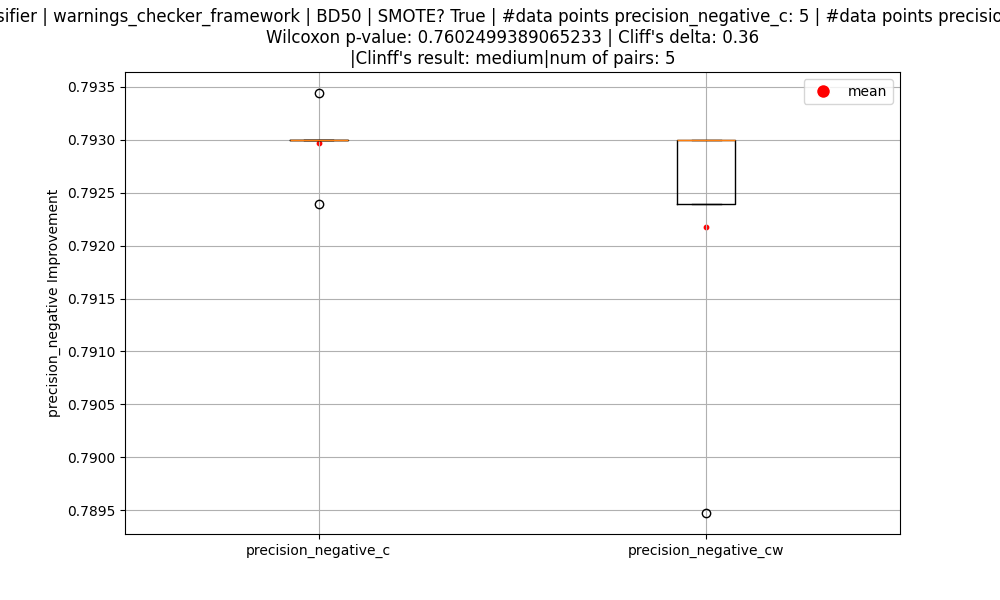 | warnings_checker_framework | BD50 | SMOTE? True | #data points precision_negative_c: 5 | #data points
Wilcoxon p-value: 0.7602499389065233 | Cliff's delta: 0.36
|Clinff's result: medium|num of pairs: 5
mean
0.7935
0.7930
0.7925
0.7920
0.7915
0.7910
0.7905
0.7900
0.7895
precision_negative Improvement
precision_negative_c
precision_negative_cw